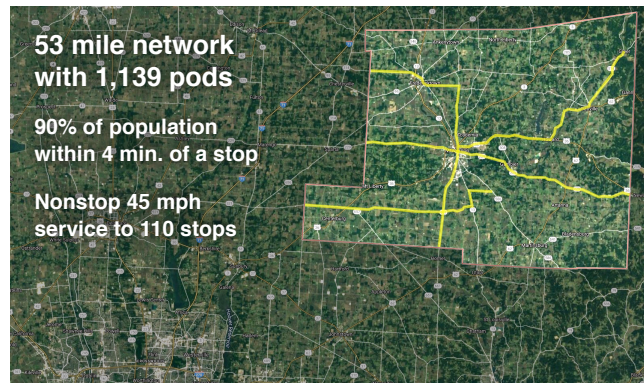 53 mile network
with 1,139 pods
90% of population
within 4 min. of a stop
Nonstop 45 mph
service to 110 stops